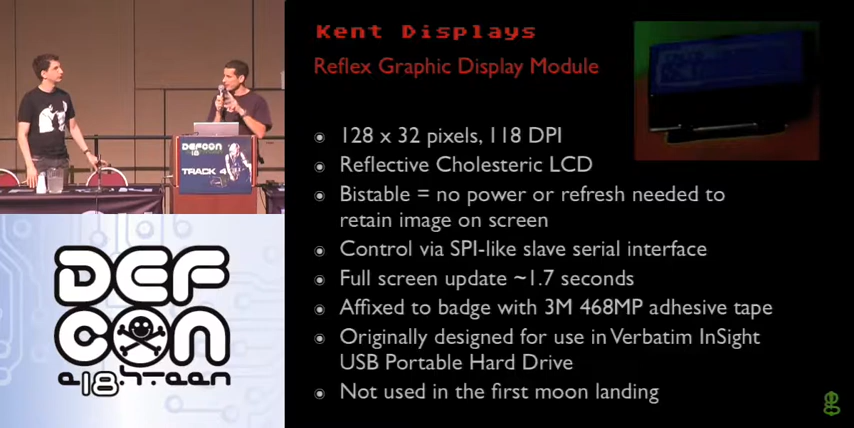 Kent Displays
Reflex Graphic Display Module
128 x 32 pixels, 118 DPI
Reflective Cholesteric LCD
Bistable = no power or refresh needed to
retain image on screen
Control via SPI-like slave serial interface
Full screen update ~1.7 seconds
Affixed to badge with 3M 468MP adhesive tape
Originally designed for use in Verbatim InSight
USB Portable Hard Drive
Not used in the first moon landing
DEFCON
18
TRACK 4
DEF
CON
e18h+een